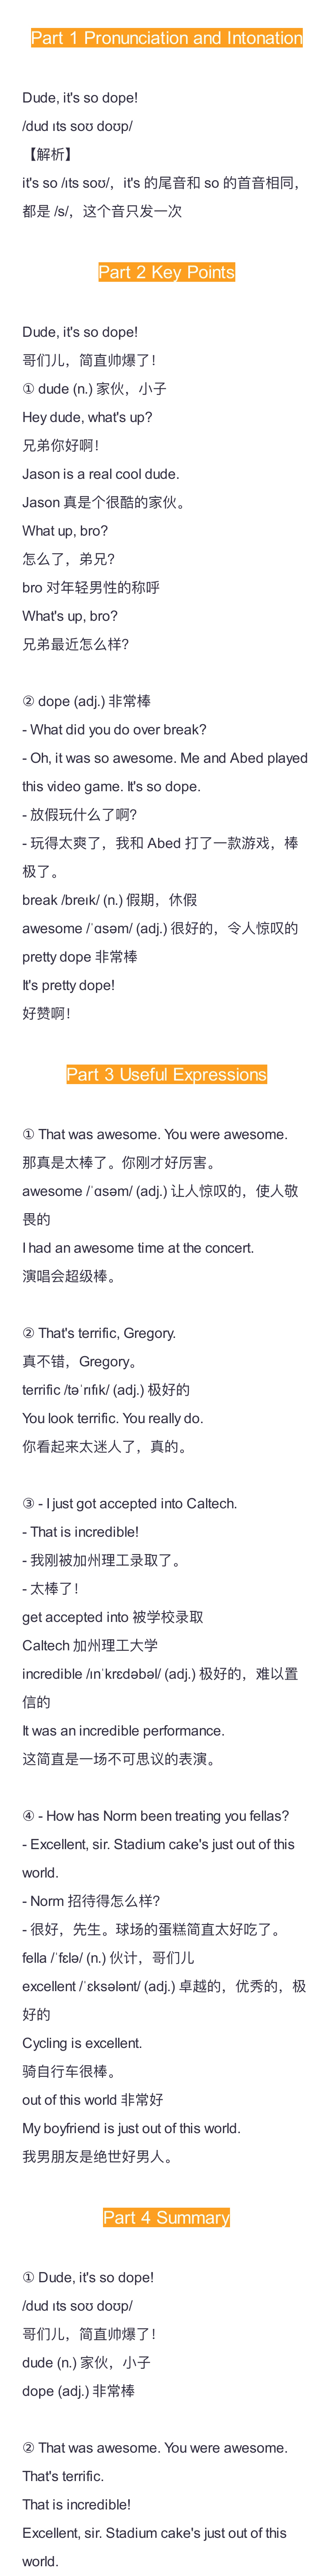 Part 1 Pronunciation and Intonation
Dude, it's so dope!
/dud ɪts soʊ doʊp/
【解析】
it's so /ɪts soʊ/，it's 的尾音和 so 的首音相同，
都是 /s/，这个音只发一次
Part 2 Key Points
Dude, it's so dope!
哥们儿，简直帅爆了！
① dude (n.) 家伙，小子
Hey dude, what's up?
兄弟你好啊！
Jason is a real cool dude.
Jason 真是个很酷的家伙。
What up, bro?
怎么了，弟兄?
bro 对年轻男性的称呼
What's up, bro?
兄弟最近怎么样?
② dope (adj.) 非常棒
- What did you do over break?
- Oh, it was so awesome. Me and Abed played
this video game. It's so dope.
- 放假玩什么了啊?
- 玩得太爽了，我和 Abed 打了一款游戏，棒
极了。
break /breɪk/ (n.) 假期，休假
awesome /ˈɑsəm/ (adj.) 很好的，令人惊叹的
pretty dope 非常棒
It's pretty dope!
好赞啊！
Part 3 Useful Expressions
① That was awesome. You were awesome.
那真是太棒了。你刚才好厉害。
awesome /ˈɑsəm/ (adj.) 让人惊叹的，使人敬
畏的
I had an awesome time at the concert.
演唱会超级棒。
② That's terrific, Gregory.
真不错，Gregory。
terrific /təˈrɪfɪk/ (adj.) 极好的
You look terrific. You really do.
你看起来太迷人了，真的。
③ - I just got accepted into Caltech.
- That is incredible!
- 我刚被加州理工录取了。
- 太棒了！
get accepted into 被学校录取
Caltech 加州理工大学
incredible /ɪnˈkrɛdəbəl/ (adj.) 极好的，难以置
信的
It was an incredible performance.
这简直是一场不可思议的表演。
④ - How has Norm been treating you fellas?
- Excellent, sir. Stadium cake's just out of this
world.
- Norm 招待得怎么样?
- 很好，先生。球场的蛋糕简直太好吃了。
fella /ˈfɛlə/ (n.) 伙计，哥们儿
excellent /ˈɛksələnt/ (adj.) 卓越的，优秀的，极
好的
Cycling is excellent.
骑自行车很棒。
out of this world 非常好
My boyfriend is just out of this world.
我男朋友是绝世好男人。
Part 4 Summary
① Dude, it's so dope!
/dud ɪts soʊ doʊp/
哥们儿，简直帅爆了！
dude (n.) 家伙，小子
dope (adj.) 非常棒
② That was awesome. You were awesome.
That's terrific.
That is incredible!
Excellent, sir. Stadium cake's just out of this
world.